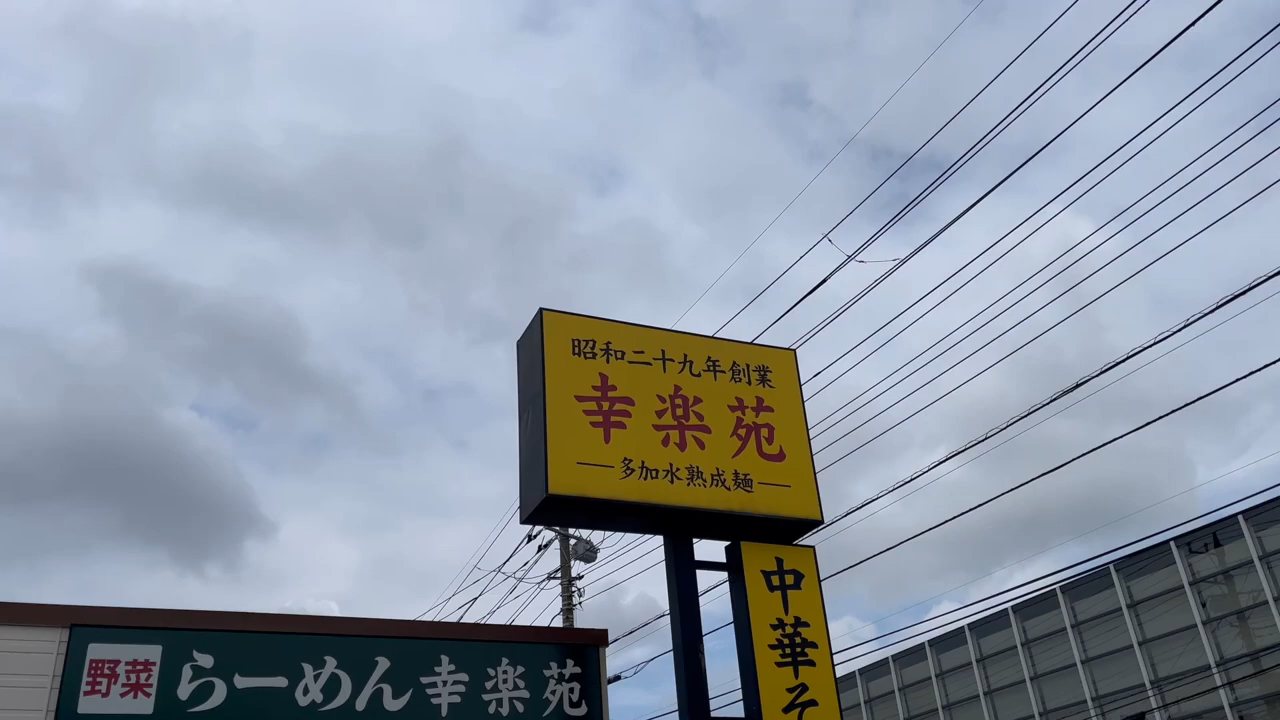 昭和二十九年創業
幸楽苑
多加水熟成麺
中華そ
野菜 らーめん幸楽苑